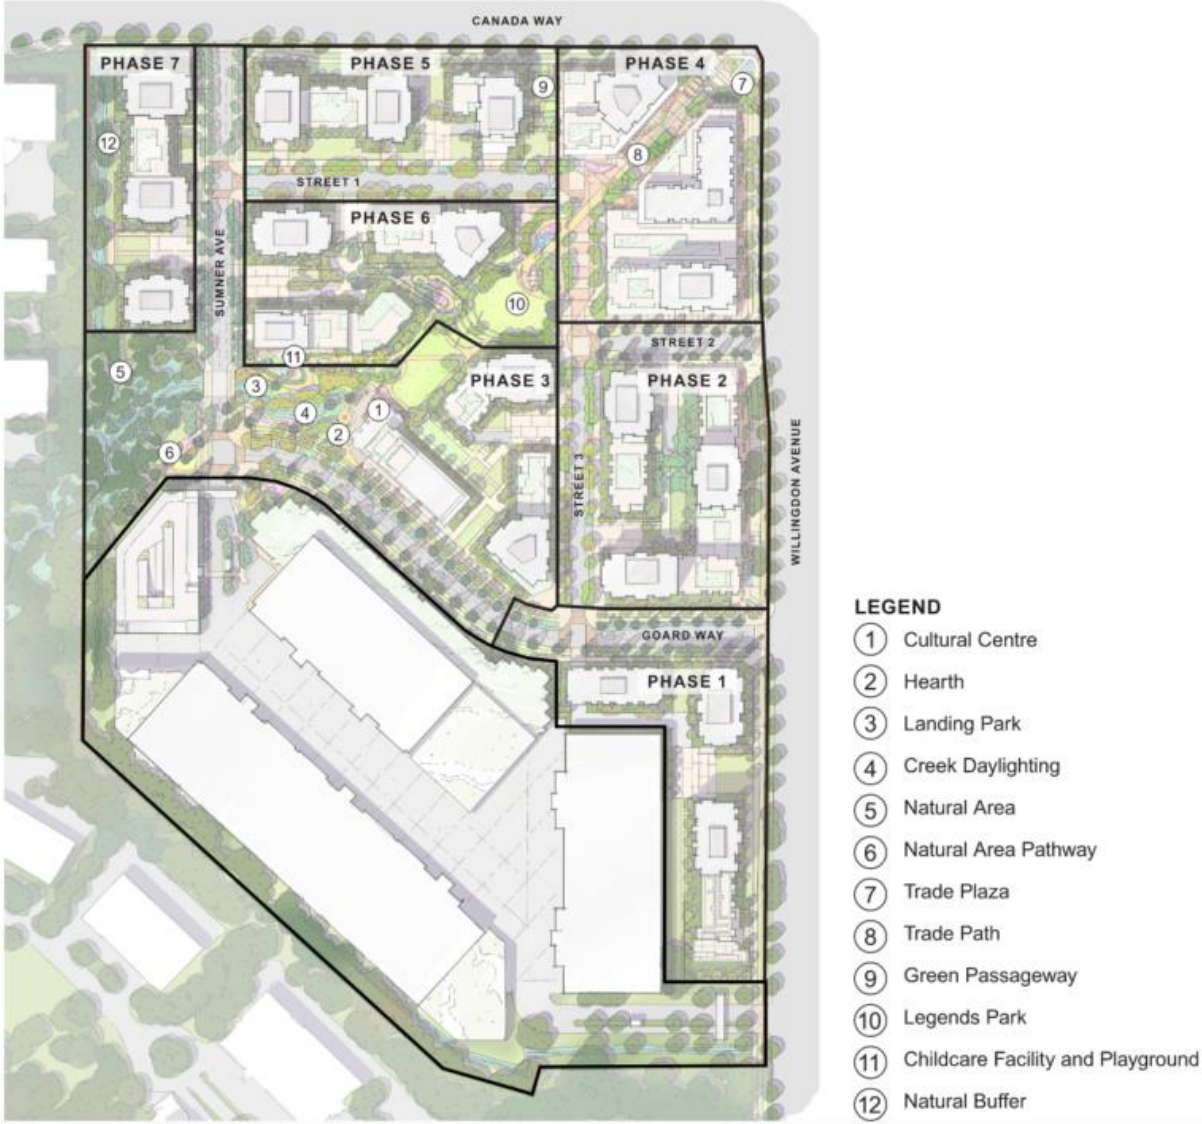 CANADA WAY
PHASE 7
PHASE 5
PHASE 4
7
9
12
8
STREET 1
PHASE 6
SUMNER AVE
10
STREET 2
11
5
3
PHASE 3
PHASE 2
4
1
2
6
STREET 3
WILLINGDON AVENUE
GOARD WAY
PHASE 1
LEGEND
1 Cultural Centre
2 Hearth
3 Landing Park
4 Creek Daylighting
5 Natural Area
6 Natural Area Pathway
7 Trade Plaza
8 Trade Path
9 Green Passageway
10 Legends Park
11 Childcare Facility and Playground
12 Natural Buffer